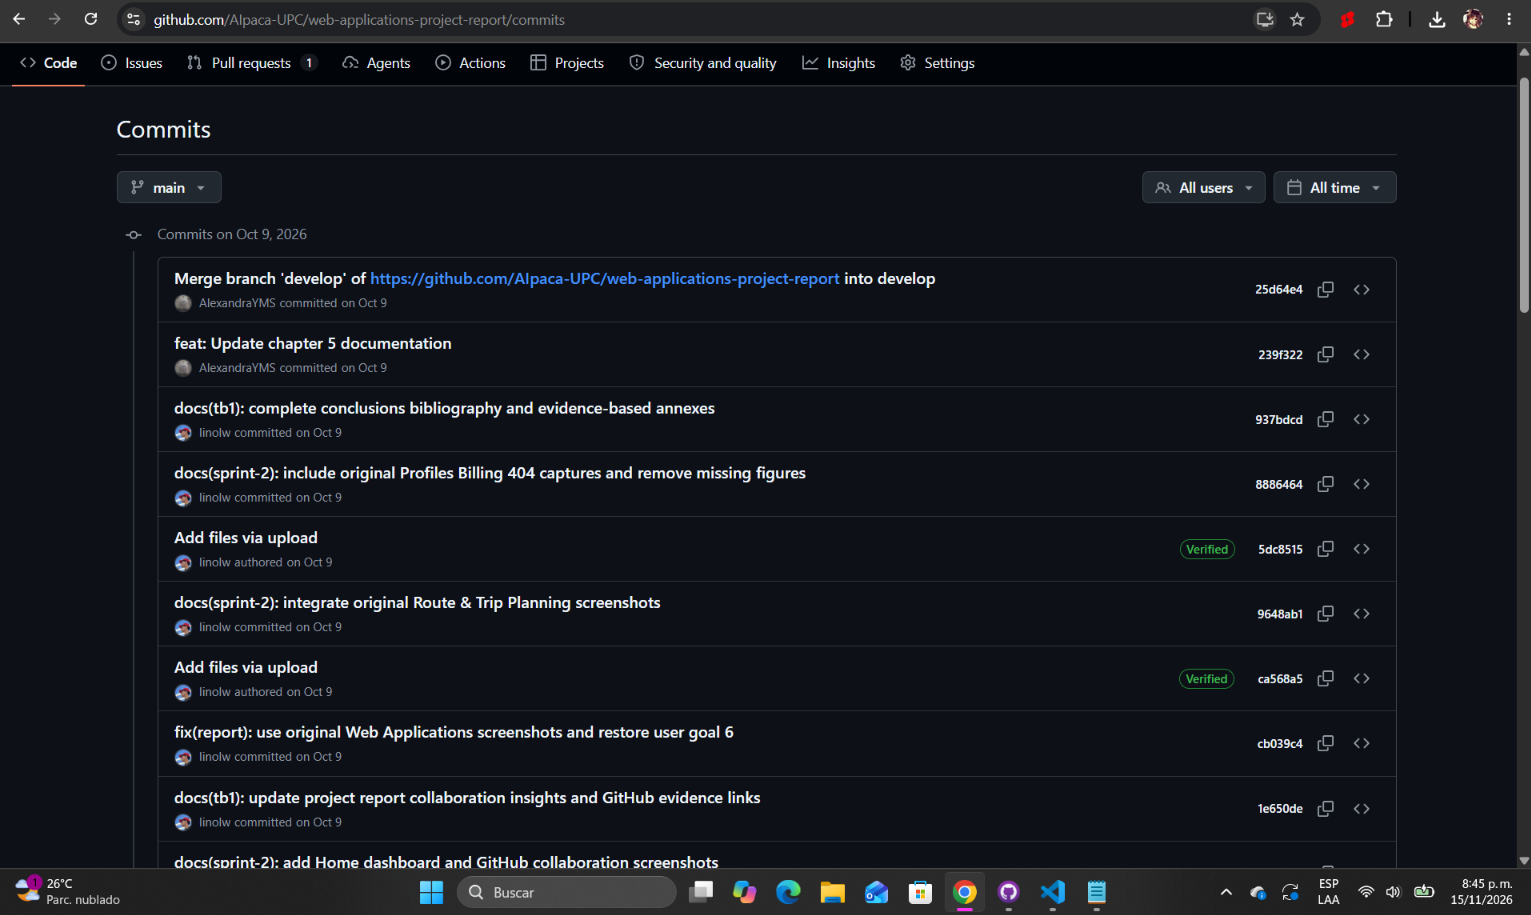 github.com/AIpaca-UPC/web-applications-project-report/commits
Code
Issues
Pull requests 1
Agents
Actions
Projects
Security and quality
Insights
Settings
Commits
main
All users
All time
Commits on Oct 9, 2026
Merge branch 'develop' of https://github.com/AIpaca-UPC/web-applications-project-report into develop
AlexandraYMS committed on Oct 9
25d64e4
feat: Update chapter 5 documentation
AlexandraYMS committed on Oct 9
239f322
docs(tb1): complete conclusions bibliography and evidence-based annexes
linolw committed on Oct 9
937bdcd
docs(sprint-2): include original Profiles Billing 404 captures and remove missing figures
linolw committed on Oct 9
8886464
Add files via upload
linolw authored on Oct 9
Verified
5dc8515
docs(sprint-2): integrate original Route & Trip Planning screenshots
linolw committed on Oct 9
9648ab1
Add files via upload
linolw authored on Oct 9
Verified
ca568a5
fix(report): use original Web Applications screenshots and restore user goal 6
linolw committed on Oct 9
cb039c4
docs(tb1): update project report collaboration insights and GitHub evidence links
linolw committed on Oct 9
1e650de
docs(sprint-2): add Home dashboard and GitHub collaboration screenshots
1
26°C
Parc. nublado
Buscar
ESP
LAA
8:45 p. m.
15/11/2026